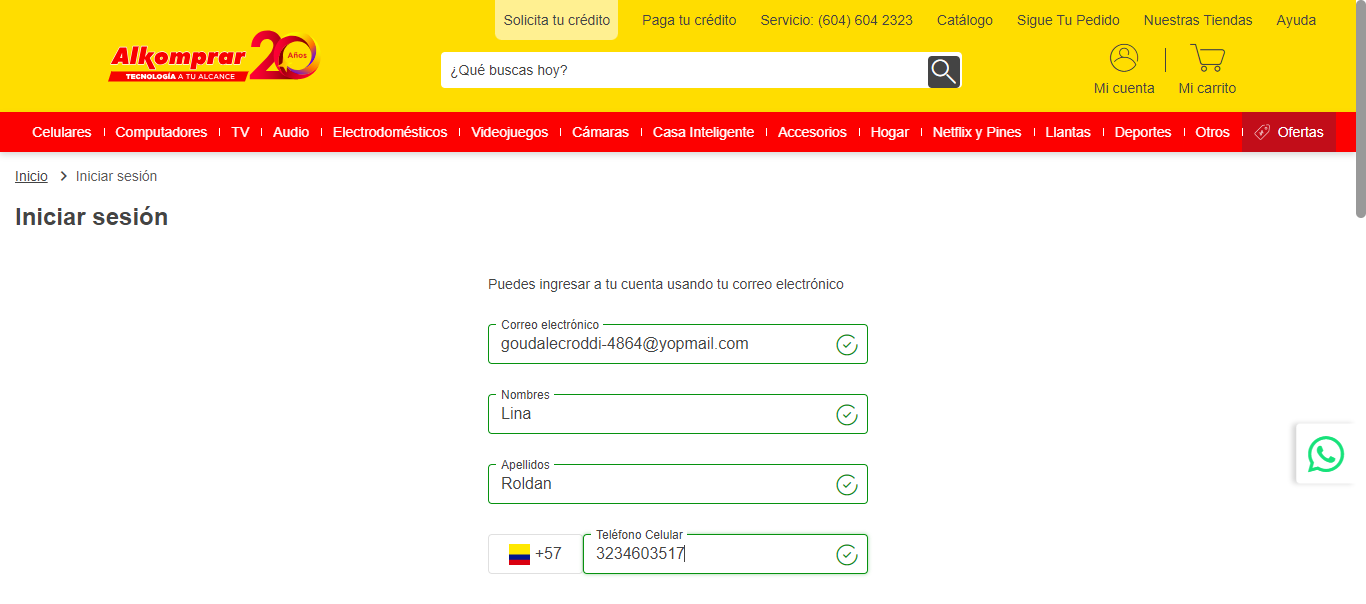 Solicita tu crédito Paga tu crédito Servicio: (604) 604 2323 Catálogo Sigue Tu Pedido Nuestras Tiendas Ayuda
Alkomprar 20 Años
TECNOLOGÍA A TU ALCANCE
¿Qué buscas hoy?
Mi cuenta Mi carrito
Celulares Computadores TV Audio Electrodomésticos Videojuegos Cámaras Casa Inteligente Accesorios Hogar Netflix y Pines Llantas Deportes Otros Ofertas
Inicio Iniciar sesión
Iniciar sesión
Puedes ingresar a tu cuenta usando tu correo electrónico
Correo electrónico
goudalecroddi-4864@yopmail.com
Nombres
Lina
Apellidos
Roldan
Teléfono Celular
+57 3234603517